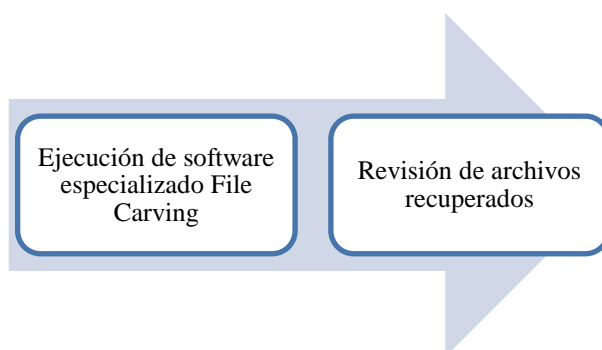 Ejecución de software
especializado File
Carving
Revisión de archivos
recuperados